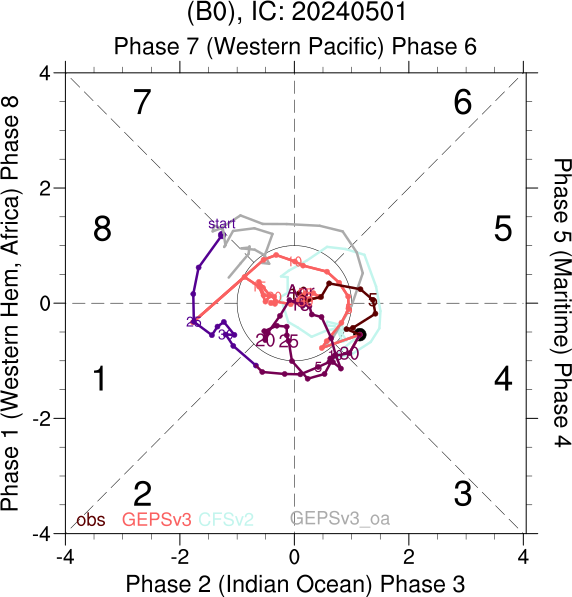 (B0), IC: 20240501
Phase 7 (Western Pacific) Phase 6
4
7
6
start
2
8
5
Phase 1 (Western Hem, Africa) Phase 8
Phase 5 (Maritime) Phase 4
0
5
25
20
25
30
5
1
4
-2
2
3
obs
GEPSv3
CFSv2
GEPSv3_oa
-4
-4
-2
0
2
4
Phase 2 (Indian Ocean) Phase 3